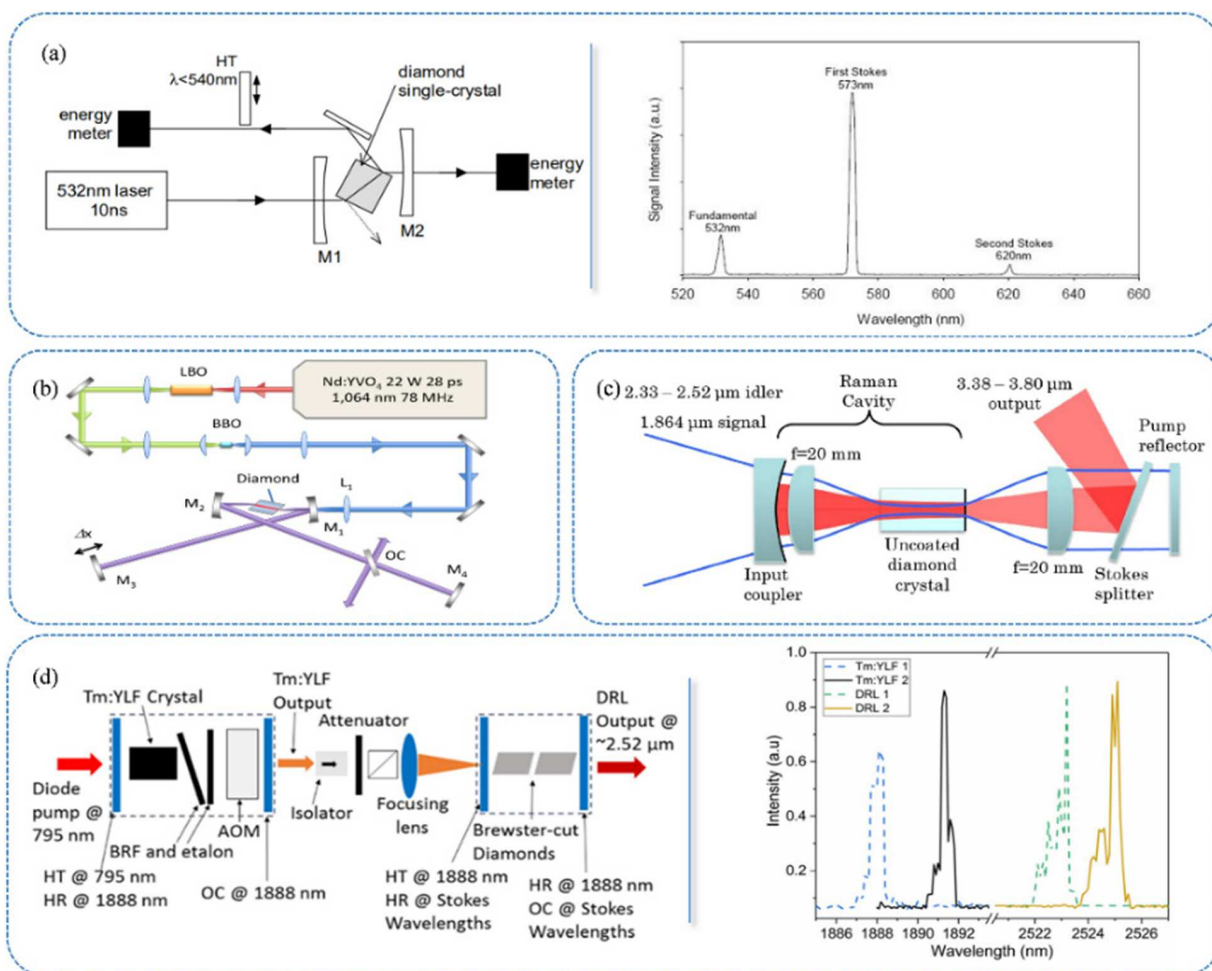 (a)
HT
λ<540nm
diamond
single-crystal
energy
meter
532nm laser
10ns
M1
M2
energy
meter
Signal Intensity (a.u.)
First Stokes
573nm
Fundamental
532nm
Second Stokes
620nm
520 540 560 580 600 620 640 660
Wavelength (nm)
(b)
LBO
Nd:YVO₄ 22 W 28 ps
1,064 nm 78 MHz
BBO
Diamond
L₁
M₂
M₁
Δx
OC
M₃
M₄
(c)
2.33 – 2.52 µm idler
1.864 µm signal
Raman
Cavity
3.38 – 3.80 µm
output
Pump
reflector
f=20 mm
Input
coupler
Uncoated
diamond
crystal
f=20 mm
Stokes
splitter
(d)
Tm:YLF Crystal
Tm:YLF
Output
Attenuator
DRL
Output @
~2.52 µm
Diode
pump @
795 nm
BRF and etalon
AOM
Isolator
Focusing
lens
Brewster-cut
Diamonds
HT @ 795 nm
HR @ 1888 nm
OC @ 1888 nm
HT @ 1888 nm
HR @ Stokes
Wavelengths
HR @ 1888 nm
OC @ Stokes
Wavelengths
Intensity (a.u)
1.0
0.8
0.6
0.4
0.2
Tm:YLF 1
Tm:YLF 2
DRL 1
DRL 2
1886 1888 1890 1892 2522 2524 2526
Wavelength (nm)